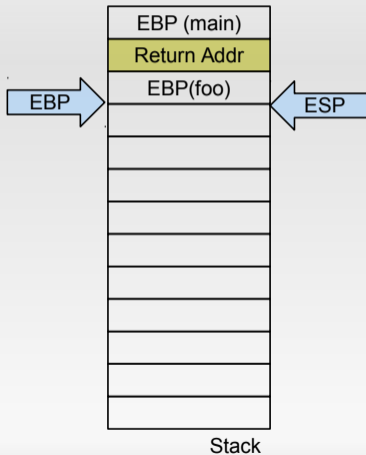 EBP (main)
Return Addr
EBP(foo)
EBP
ESP
Stack